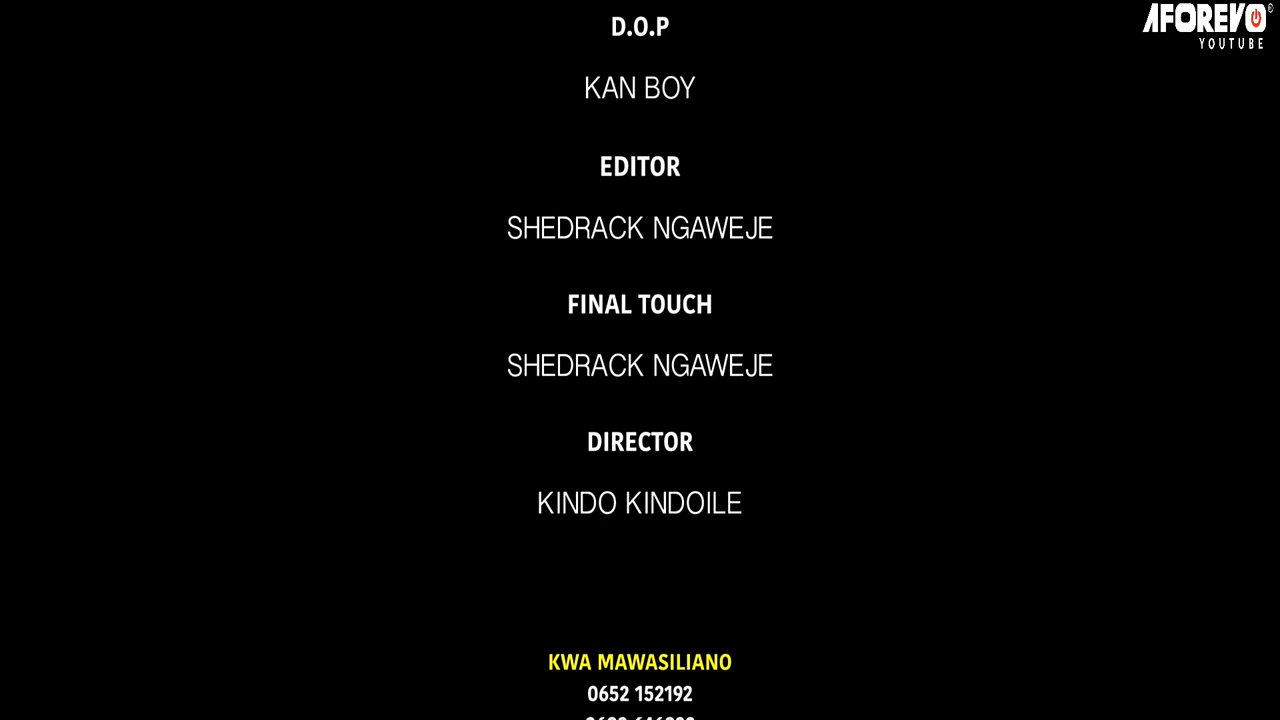 AFOREVO
YOUTUBE
D.O.P
KAN BOY
EDITOR
SHEDRACK NGAWEJE
FINAL TOUCH
SHEDRACK NGAWEJE
DIRECTOR
KINDO KINDOILE
KWA MAWASILIANO
0652 152192